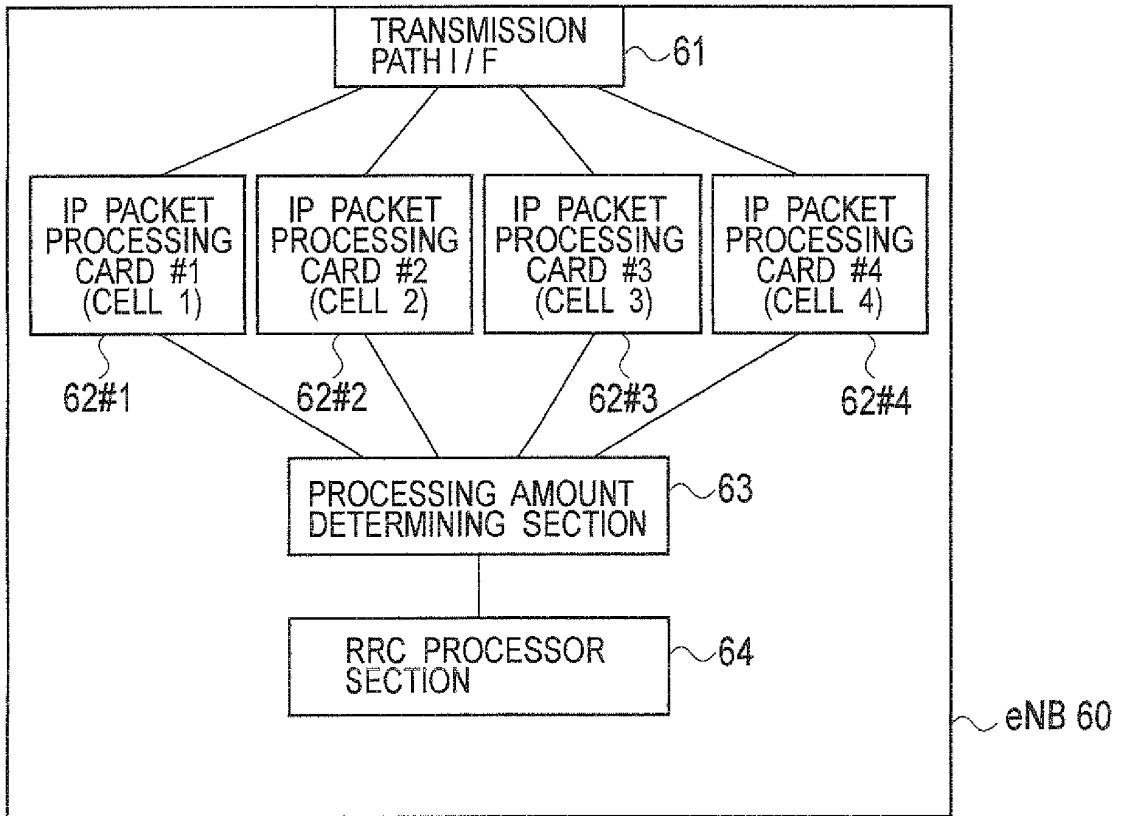 TRANSMISSION
PATH I / F
61
IP PACKET
PROCESSING
CARD #1
(CELL 1)
IP PACKET
PROCESSING
CARD #2
(CELL 2)
IP PACKET
PROCESSING
CARD #3
(CELL 3)
IP PACKET
PROCESSING
CARD #4
(CELL 4)
62#1
62#2
62#3
62#4
PROCESSING AMOUNT
DETERMINING SECTION
63
RRC PROCESSOR
SECTION
64
eNB 60